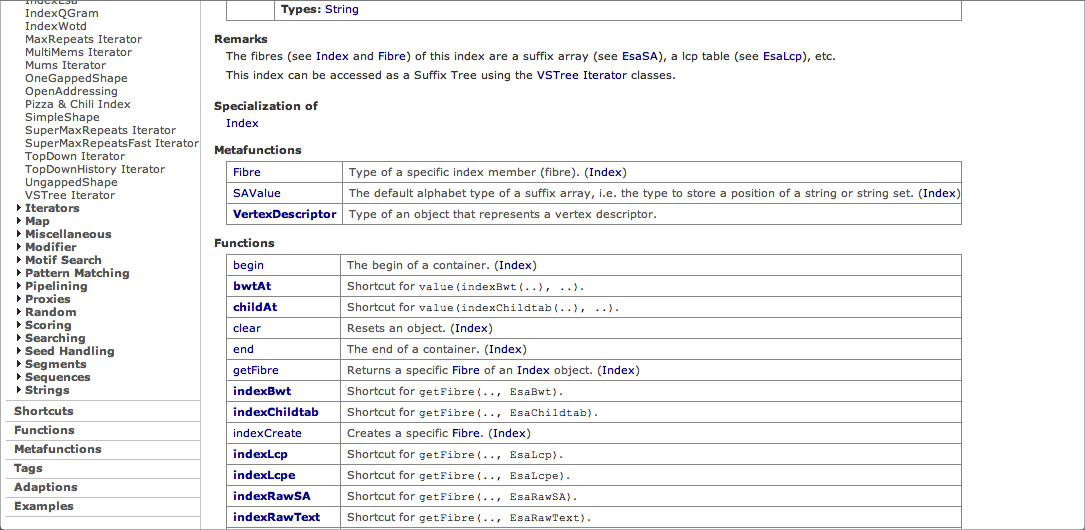 IndexEsa
IndexQGram
IndexWotd
MaxRepeats Iterator
MultiMems Iterator
Mums Iterator
OneGappedShape
OpenAddressing
Pizza & Chili Index
SimpleShape
SuperMaxRepeats Iterator
SuperMaxRepeatsFast Iterator
TopDown Iterator
TopDownHistory Iterator
UngappedShape
VSTree Iterator
Iterators
Map
Miscellaneous
Modifier
Motif Search
Pattern Matching
Pipelining
Proxies
Random
Scoring
Searching
Seed Handling
Segments
Sequences
Strings
Shortcuts
Functions
Metafunctions
Tags
Adaptions
Examples
Types: String
Remarks
The fibres (see Index and Fibre) of this index are a suffix array (see EsaSA), a lcp table (see EsaLcp), etc.
This index can be accessed as a Suffix Tree using the VSTree Iterator classes.
Specialization of
Index
Metafunctions
Fibre Type of a specific index member (fibre). (Index)
SAValue The default alphabet type of a suffix array, i.e. the type to store a position of a string or string set. (Index)
VertexDescriptor Type of an object that represents a vertex descriptor.
Functions
begin The begin of a container. (Index)
bwtAt Shortcut for value(indexBwt(..), ..).
childAt Shortcut for value(indexChildtab(..), ..).
clear Resets an object. (Index)
end The end of a container. (Index)
getFibre Returns a specific Fibre of an Index object. (Index)
indexBwt Shortcut for getFibre(.., EsaBwt).
indexChildtab Shortcut for getFibre(.., EsaChildtab).
indexCreate Creates a specific Fibre. (Index)
indexLcp Shortcut for getFibre(.., EsaLcp).
indexLcpe Shortcut for getFibre(.., EsaLcpe).
indexRawSA Shortcut for getFibre(.., EsaRawSA).
indexRawText Shortcut for getFibre(.., EsaRawText).